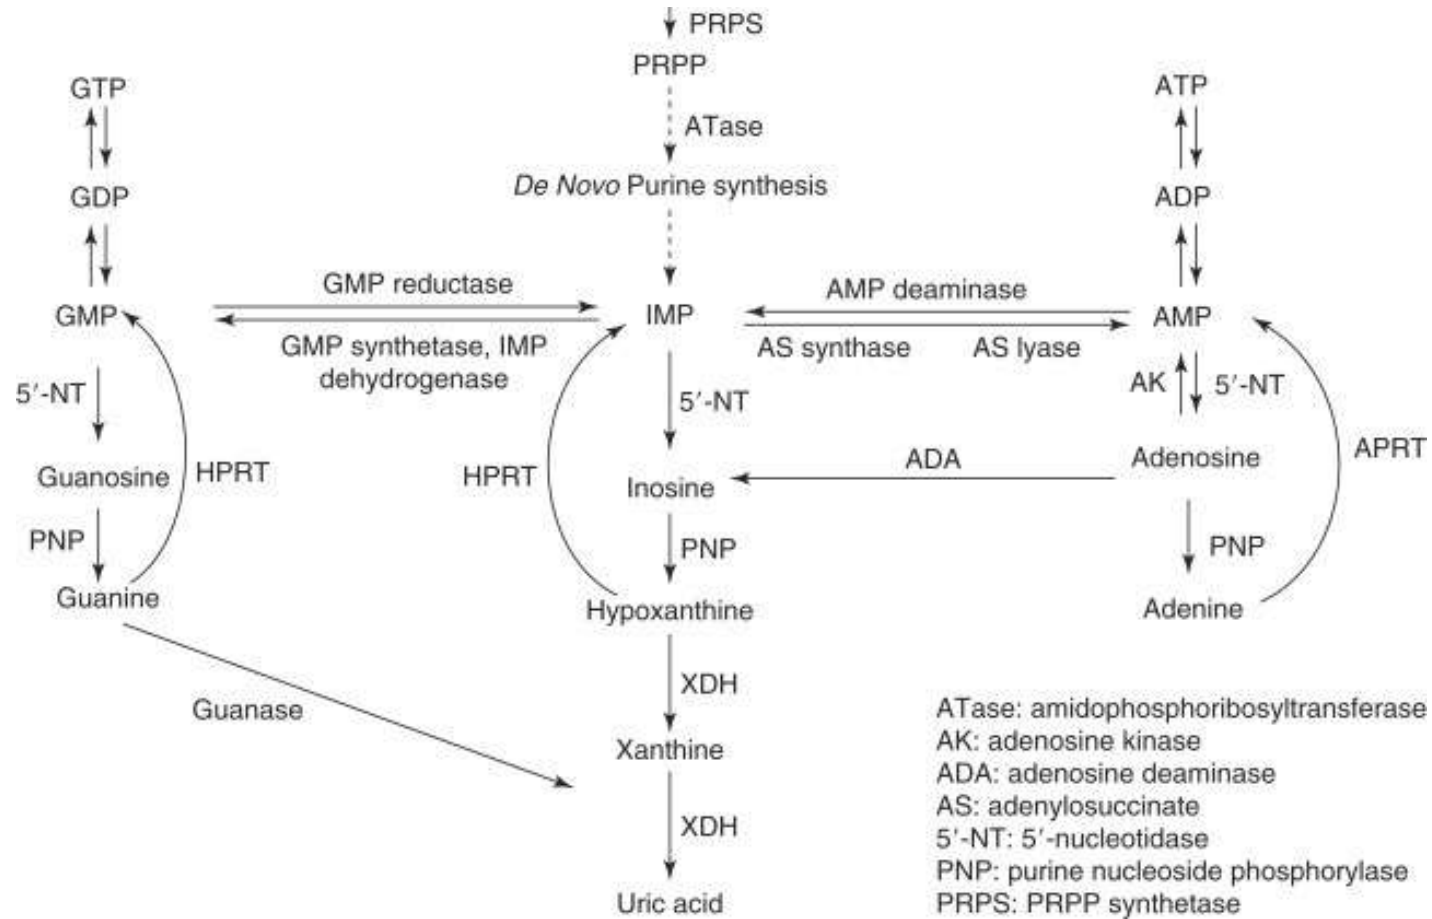 PRPS
PRPP
GTP
ATP
ATase
De Novo Purine synthesis
GDP
ADP
GMP reductase
AMP deaminase
GMP
IMP
AMP
GMP synthetase, IMP
dehydrogenase
AS synthase
AS lyase
5′-NT
5′-NT
AK
5′-NT
Guanosine
HPRT
HPRT
Inosine
ADA
Adenosine
APRT
PNP
PNP
PNP
Guanine
Hypoxanthine
Adenine
XDH
Guanase
Xanthine
XDH
Uric acid
ATase: amidophosphoribosyltransferase
AK: adenosine kinase
ADA: adenosine deaminase
AS: adenylosuccinate
5′-NT: 5′-nucleotidase
PNP: purine nucleoside phosphorylase
PRPS: PRPP synthetase